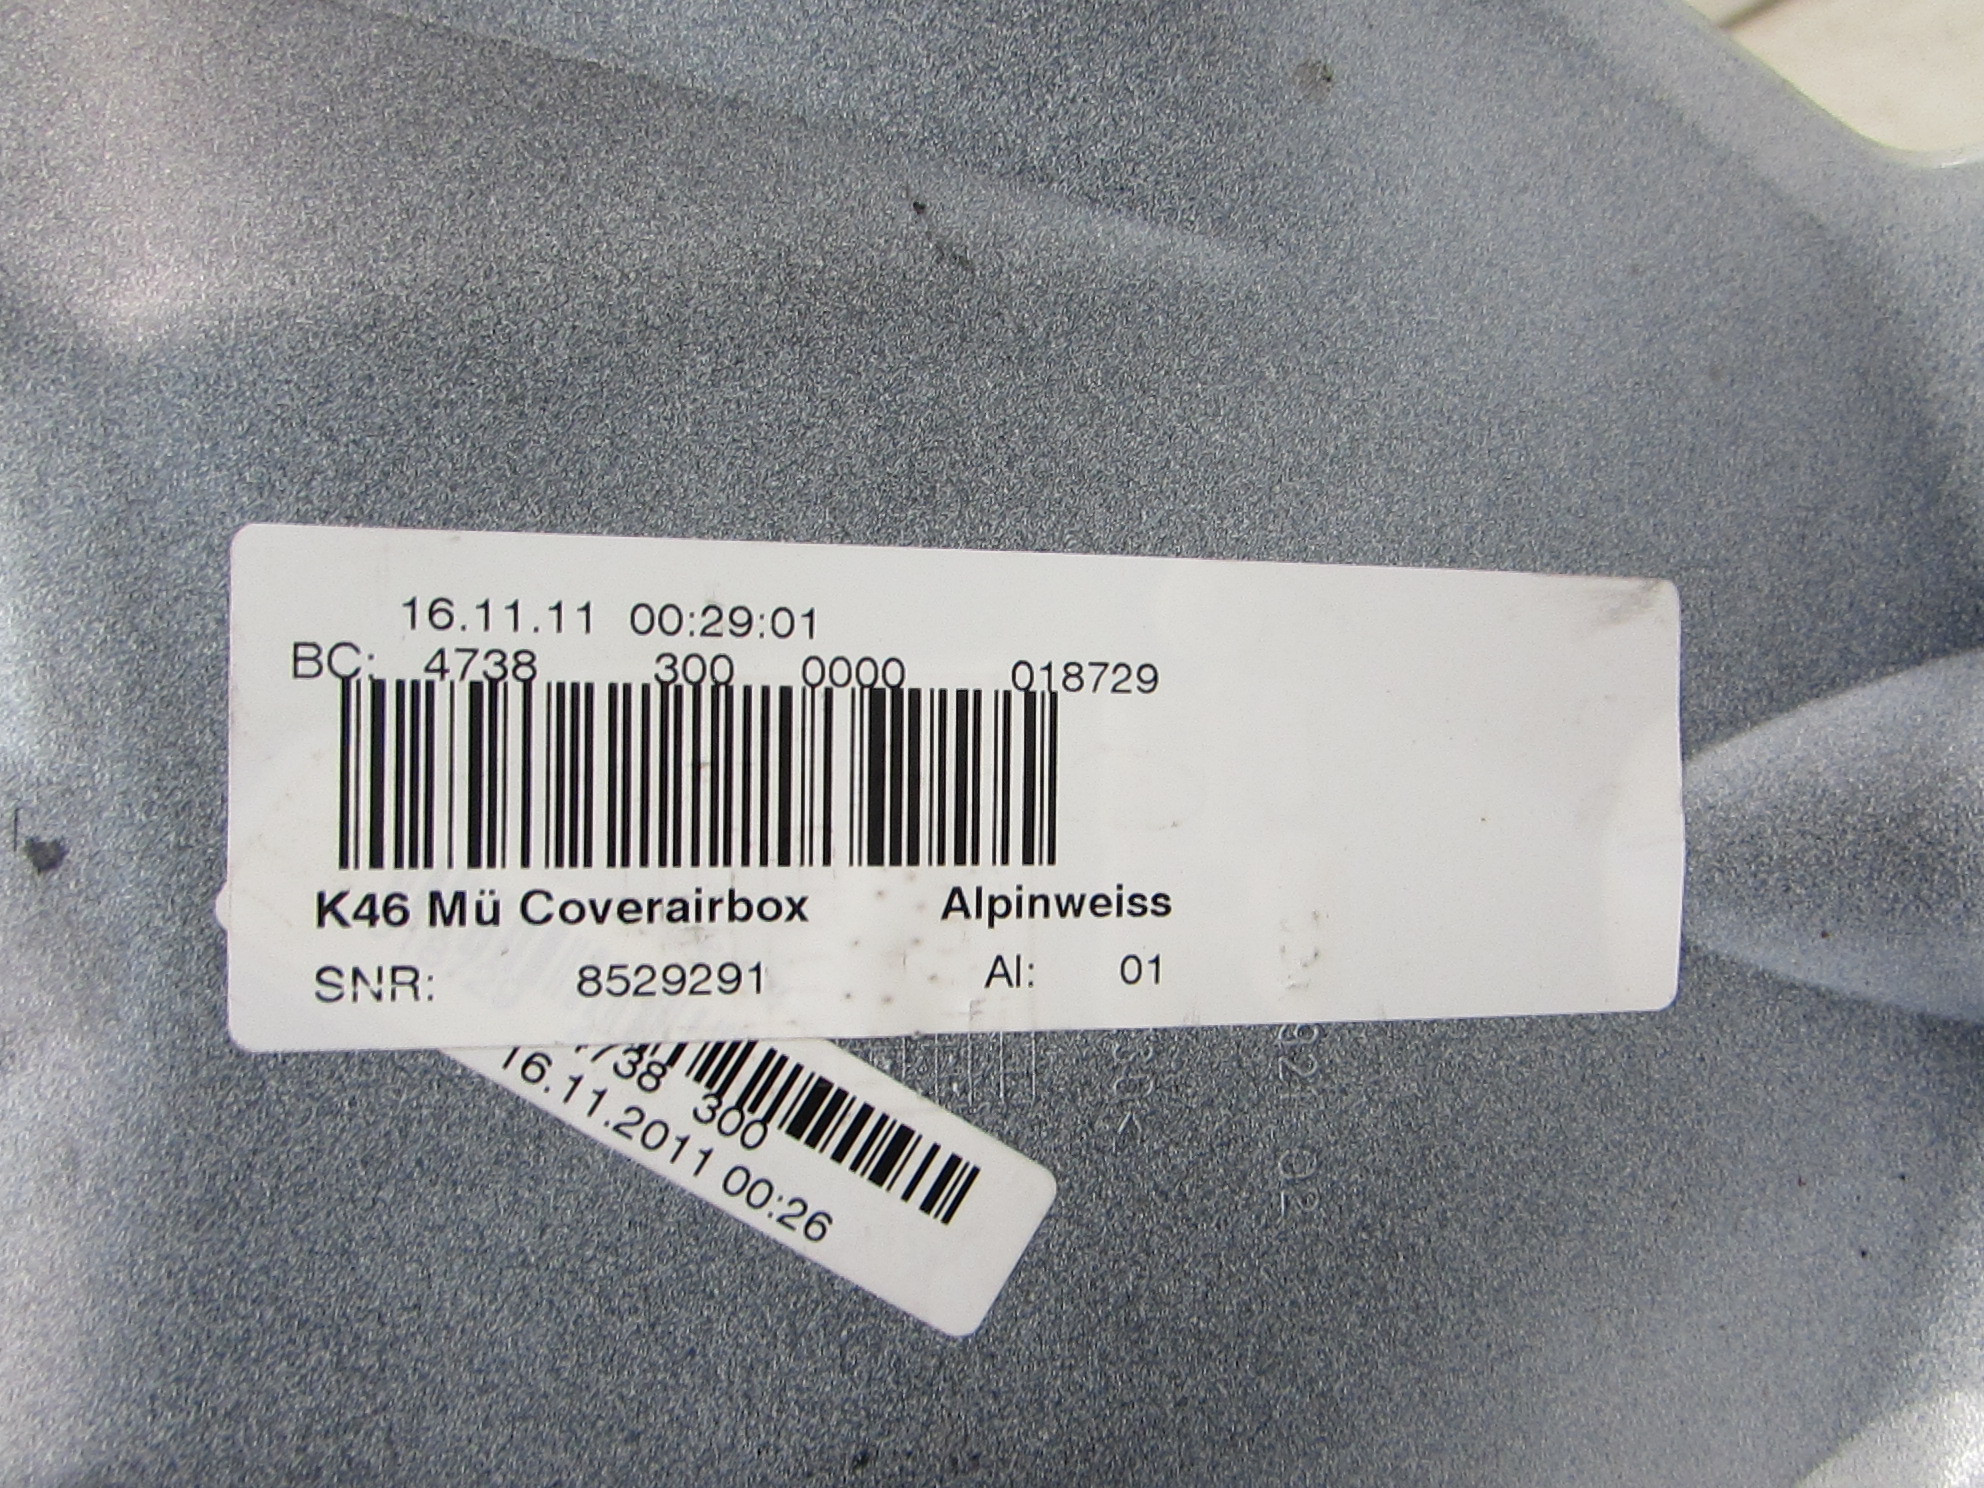 16.11.11 00:29:01
BC: 4738 300 0000 018729
K46 Mü Coverairbox Alpinweiss
SNR: 8529291 AI: 01
738 300
16.11.2011 00:26